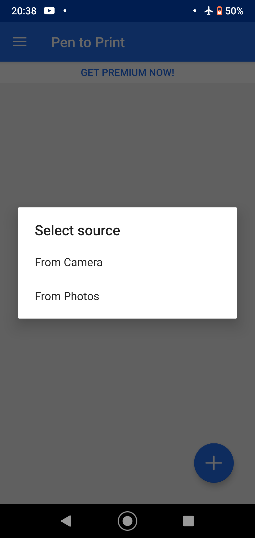 20:38
50%
Pen to Print
GET PREMIUM NOW!
Select source
From Camera
From Photos